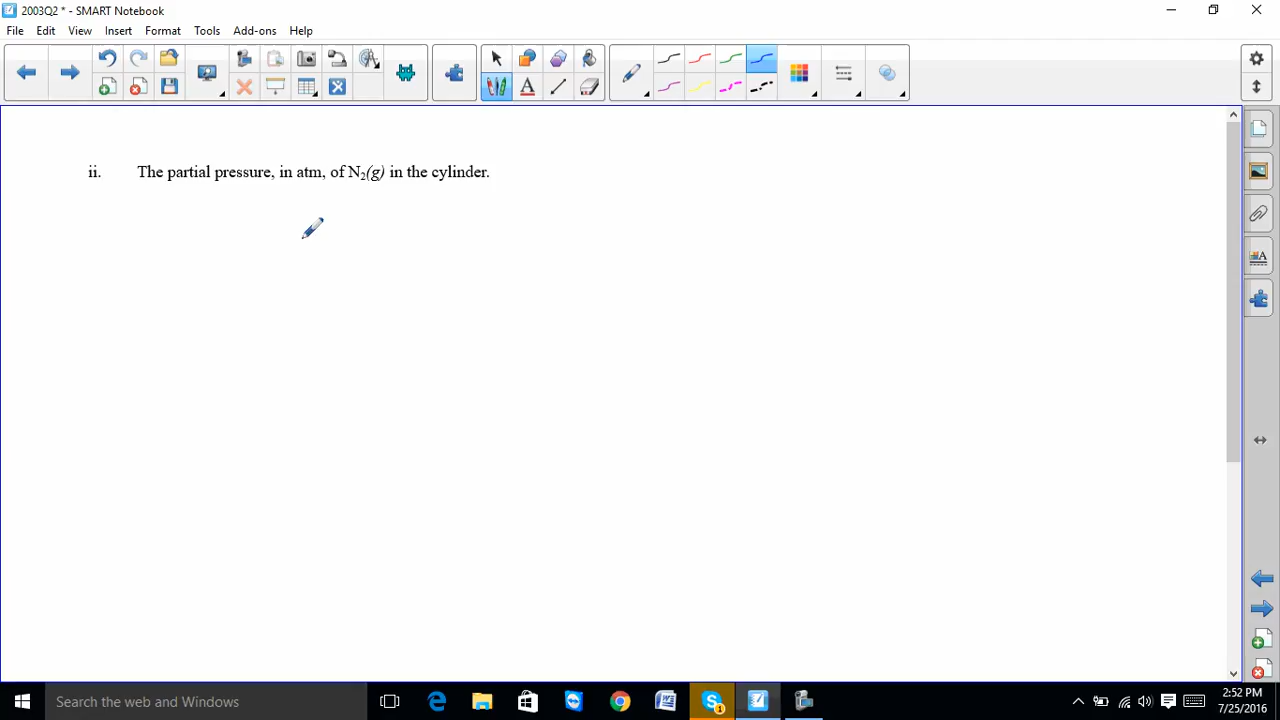 2003Q2 * - SMART Notebook
File Edit View Insert Format Tools Add-ons Help
ii. The partial pressure, in atm, of N₂(g) in the cylinder.
Search the web and Windows
1
2:52 PM
7/25/2016